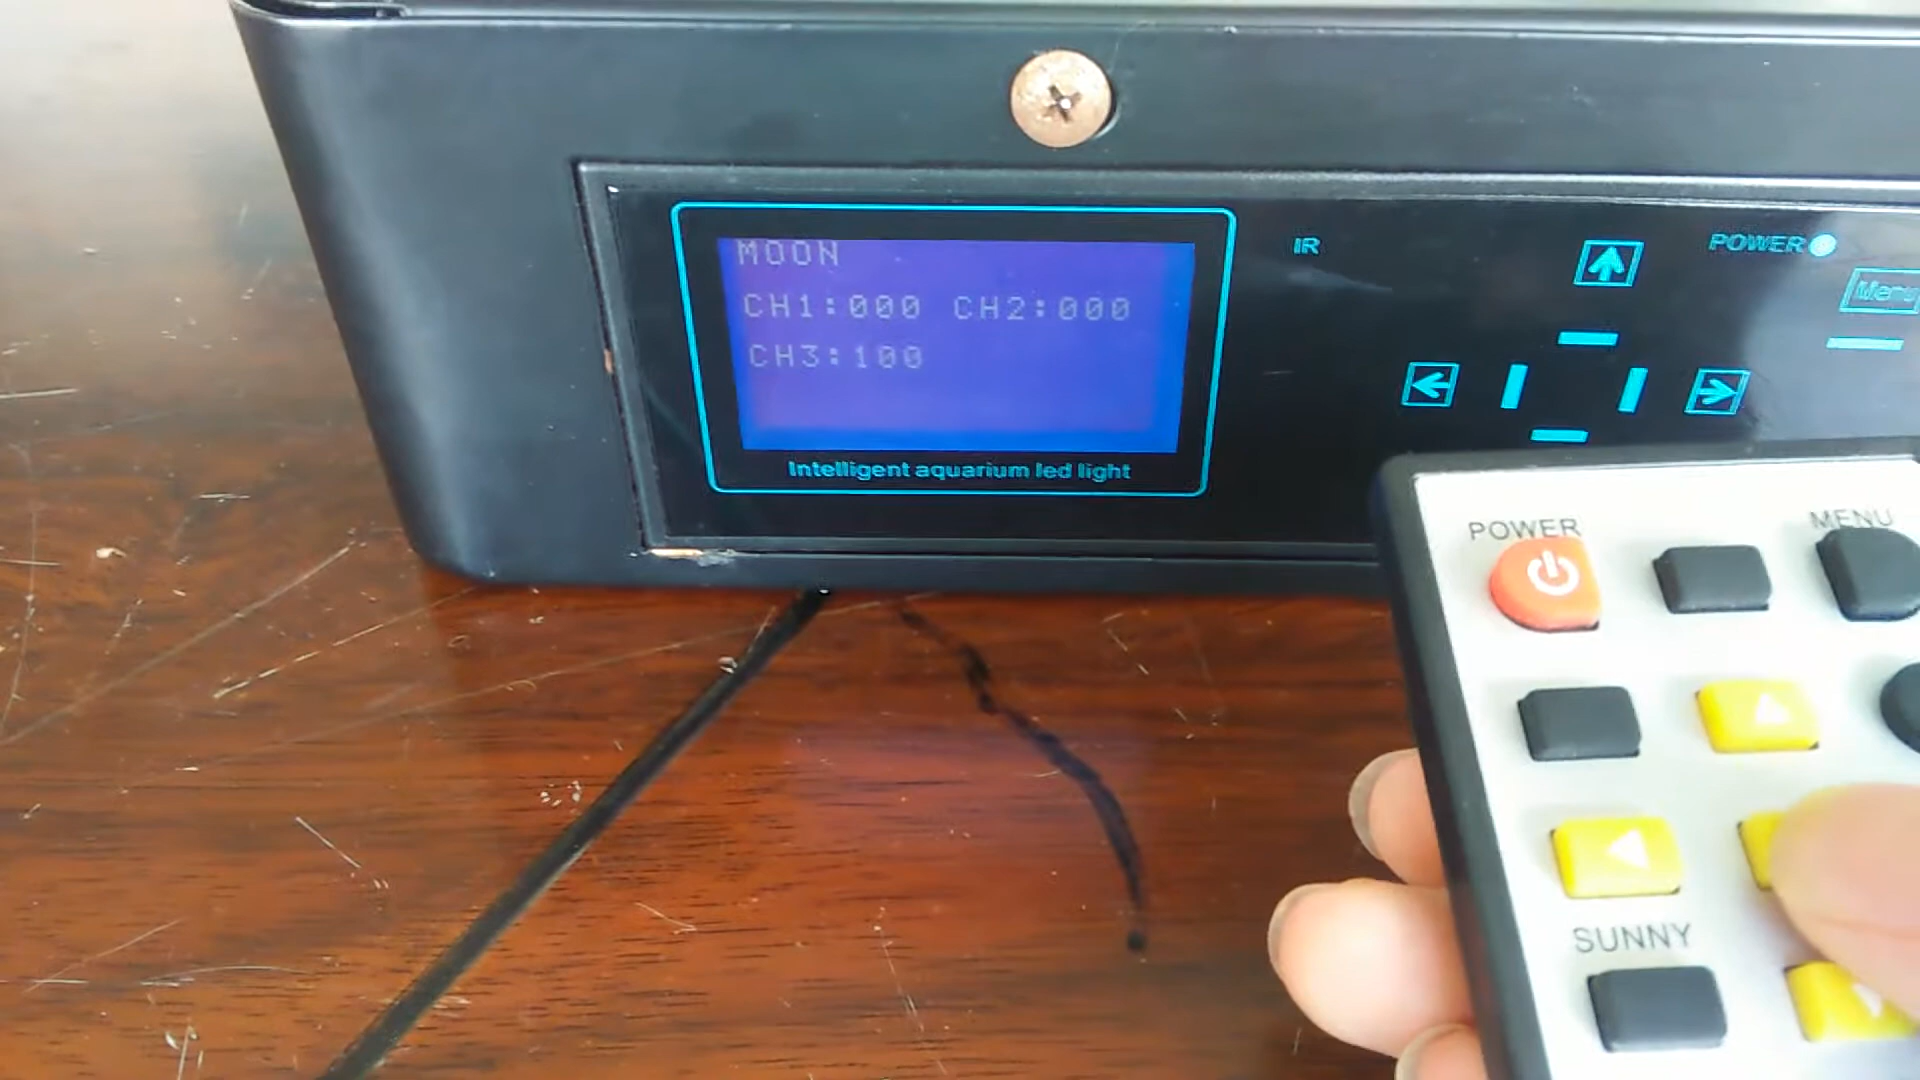 MOON
CH1:000 CH2:000
CH3:100
Intelligent aquarium led light
IR
POWER
Menu
POWER
MENU
SUNNY